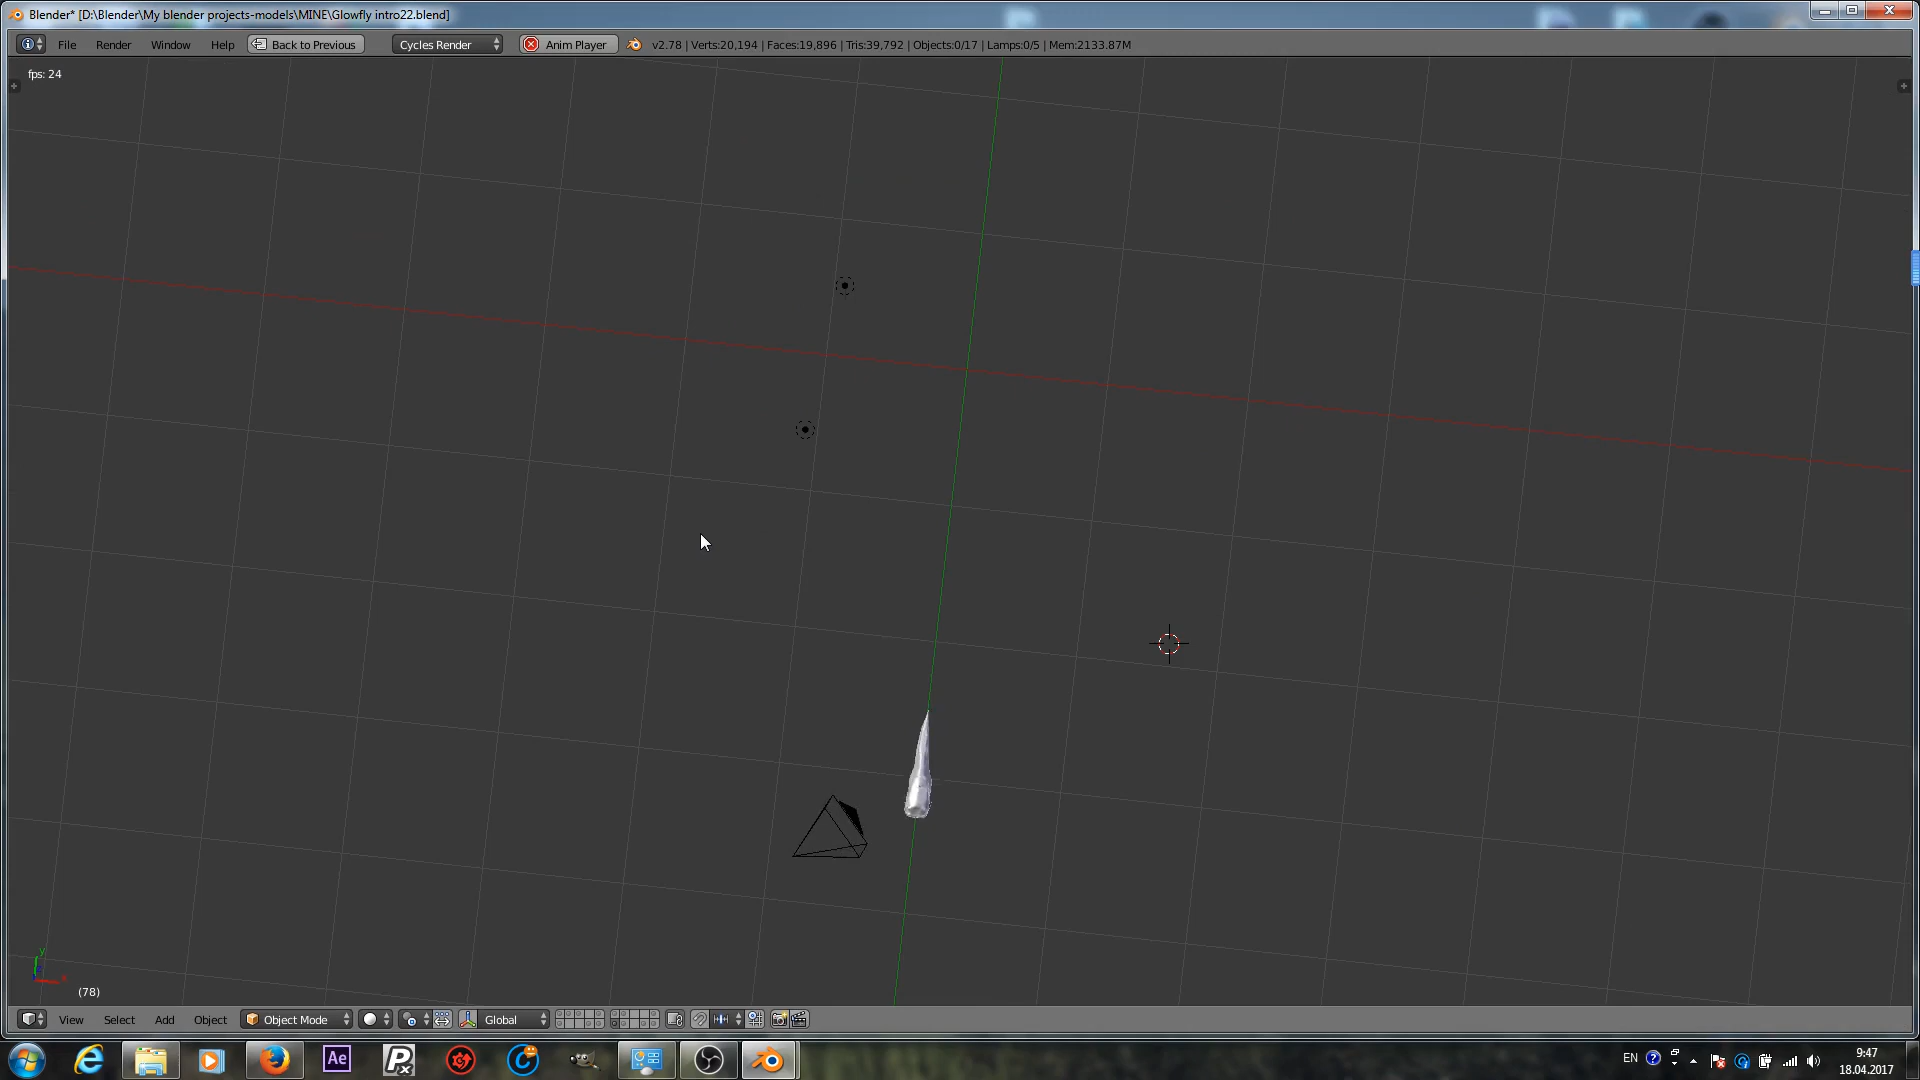 Blender* [D:\Blender\My blender projects-models\MINE\Glowfly intro22.blend]
File Render Window Help Back to Previous Cycles Render Anim Player v2.78 | Verts:20,194 | Faces:19,896 | Tris:39,792 | Objects:0/17 | Lamps:0/5 | Mem:2133.87M
fps: 24
y
x
(78)
View Select Add Object Object Mode Global
Ae Px EN 9:47
18.04.2017